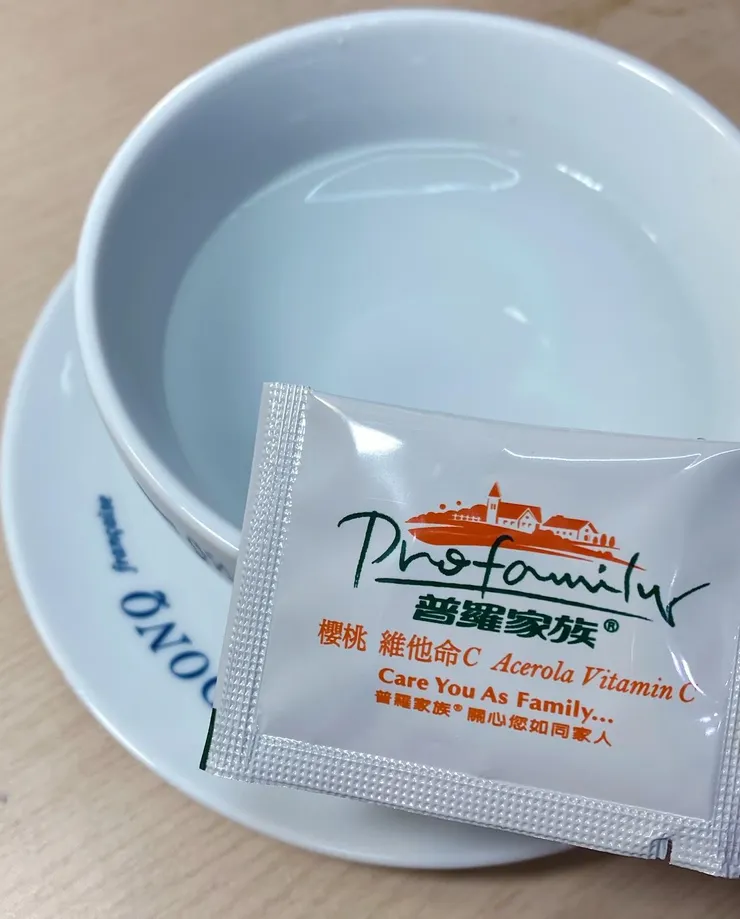 Profamily
普羅家族®
櫻桃 維他命C Acerola Vitamin C
Care You As Family...
普羅家族® 關心您如同家人
française